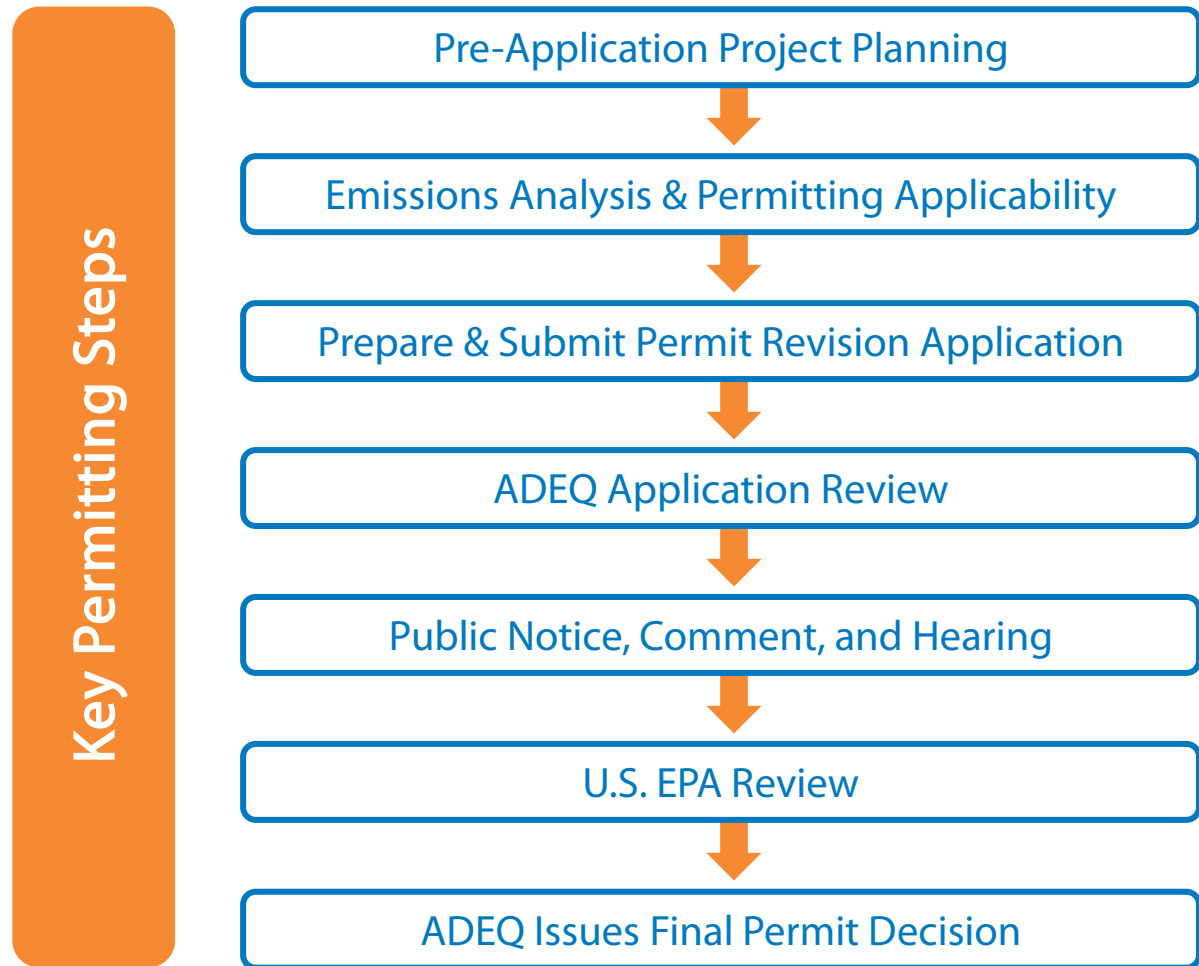 Key Permitting Steps
Pre-Application Project Planning
Emissions Analysis & Permitting Applicability
Prepare & Submit Permit Revision Application
ADEQ Application Review
Public Notice, Comment, and Hearing
U.S. EPA Review
ADEQ Issues Final Permit Decision